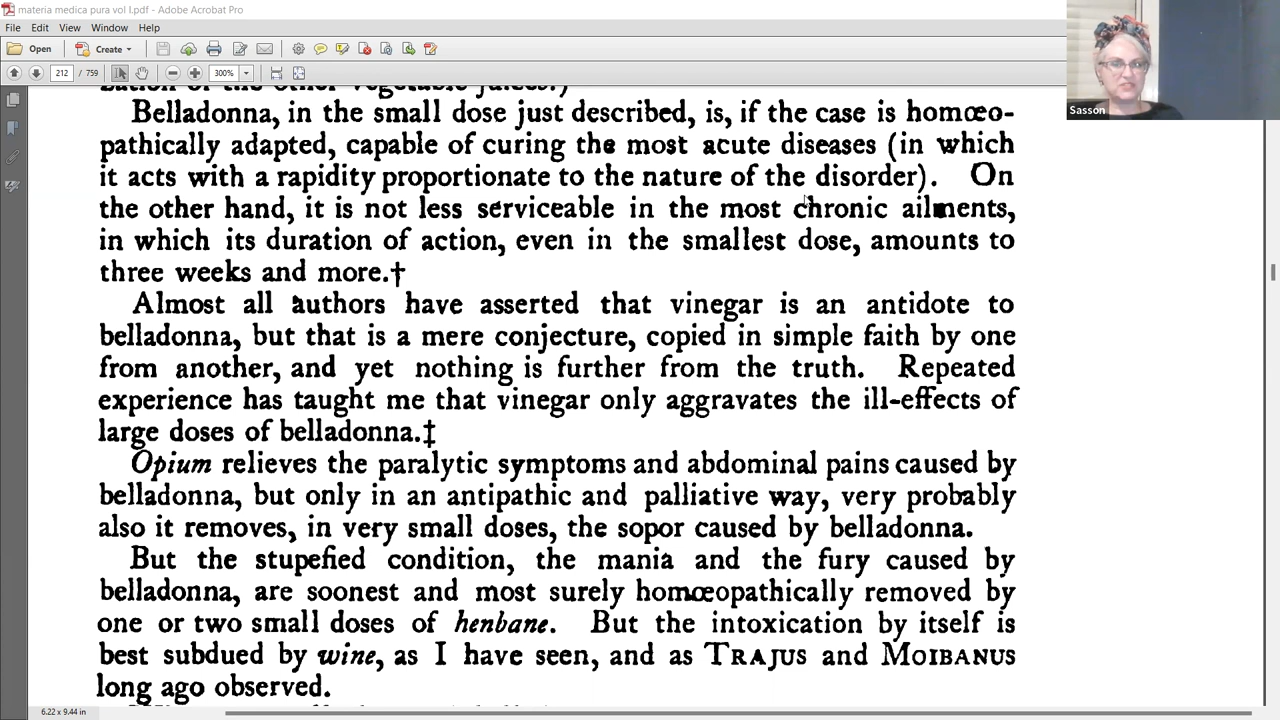 materia medica pura vol I.pdf - Adobe Acrobat Pro
File Edit View Window Help
Open Create
212 / 759 300%
zation of the other vegetable juices.)
Belladonna, in the small dose just described, is, if the case is homœo-
pathically adapted, capable of curing the most acute diseases (in which
it acts with a rapidity proportionate to the nature of the disorder). On
the other hand, it is not less serviceable in the most chronic ailments,
in which its duration of action, even in the smallest dose, amounts to
three weeks and more.†
Almost all authors have asserted that vinegar is an antidote to
belladonna, but that is a mere conjecture, copied in simple faith by one
from another, and yet nothing is further from the truth. Repeated
experience has taught me that vinegar only aggravates the ill-effects of
large doses of belladonna.‡
Opium relieves the paralytic symptoms and abdominal pains caused by
belladonna, but only in an antipathic and palliative way, very probably
also it removes, in very small doses, the sopor caused by belladonna.
But the stupefied condition, the mania and the fury caused by
belladonna, are soonest and most surely homœopathically removed by
one or two small doses of henbane. But the intoxication by itself is
best subdued by wine, as I have seen, and as TRAJUS and MOIBANUS
long ago observed.
6.22 x 9.44 in
Sasson